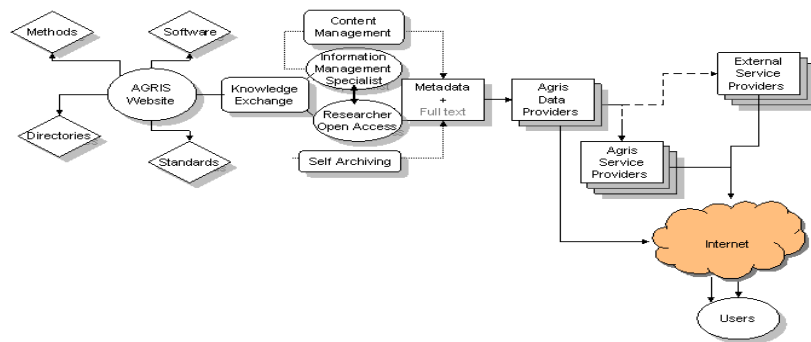 Methods
Software
AGRIS
Website
Directories
Standards
Knowledge
Exchange
Content
Management
Information
Management
Specialist
Researcher
Open Access
Self Archiving
Metadata
+
Full text
Agris
Data
Providers
External
Service
Providers
Agris
Service
Providers
Internet
Users